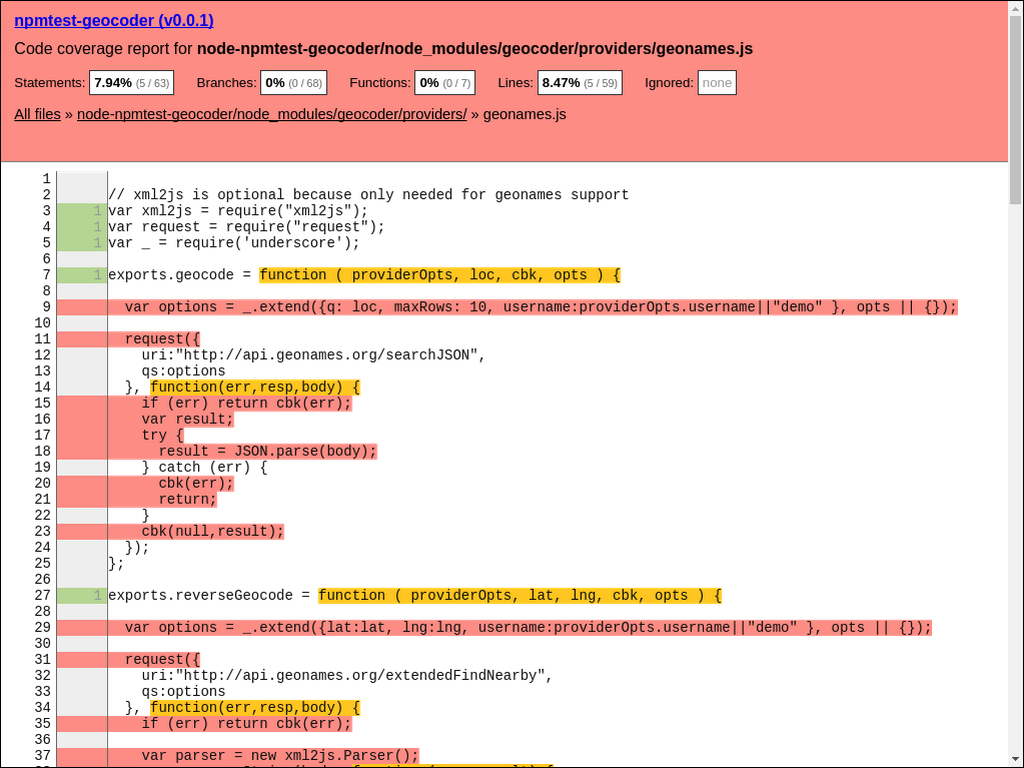 npmtest-geocoder (v0.0.1)
Code coverage report for node-npmtest-geocoder/node_modules/geocoder/providers/geonames.js
Statements: 7.94% (5 / 63) Branches: 0% (0 / 68) Functions: 0% (0 / 7) Lines: 8.47% (5 / 59) Ignored: none
All files » node-npmtest-geocoder/node_modules/geocoder/providers/ » geonames.js
1
2 // xml2js is optional because only needed for geonames support
3 1 var xml2js = require("xml2js");
4 1 var request = require("request");
5 1 var _ = require('underscore');
6
7 1 exports.geocode = function ( providerOpts, loc, cbk, opts ) {
8
9 var options = _.extend({q: loc, maxRows: 10, username:providerOpts.username||"demo" }, opts || {});
10
11 request({
12 uri:"http://api.geonames.org/searchJSON",
13 qs:options
14 }, function(err,resp,body) {
15 if (err) return cbk(err);
16 var result;
17 try {
18 result = JSON.parse(body);
19 } catch (err) {
20 cbk(err);
21 return;
22 }
23 cbk(null,result);
24 });
25 };
26
27 1 exports.reverseGeocode = function ( providerOpts, lat, lng, cbk, opts ) {
28
29 var options = _.extend({lat:lat, lng:lng, username:providerOpts.username||"demo" }, opts || {});
30
31 request({
32 uri:"http://api.geonames.org/extendedFindNearby",
33 qs:options
34 }, function(err,resp,body) {
35 if (err) return cbk(err);
36
37 var parser = new xml2js.Parser();